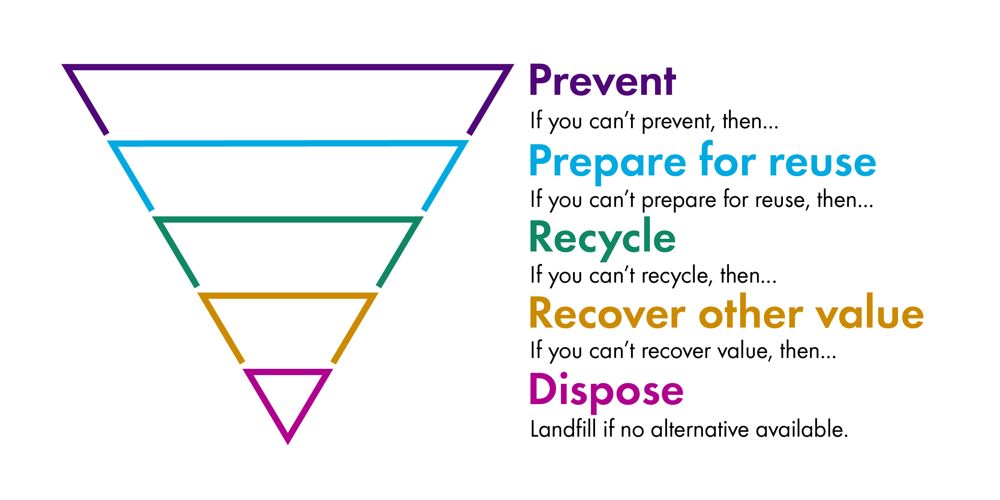 Prevent
If you can’t prevent, then...
Prepare for reuse
If you can’t prepare for reuse, then...
Recycle
If you can’t recycle, then...
Recover other value
If you can’t recover value, then...
Dispose
Landfill if no alternative available.